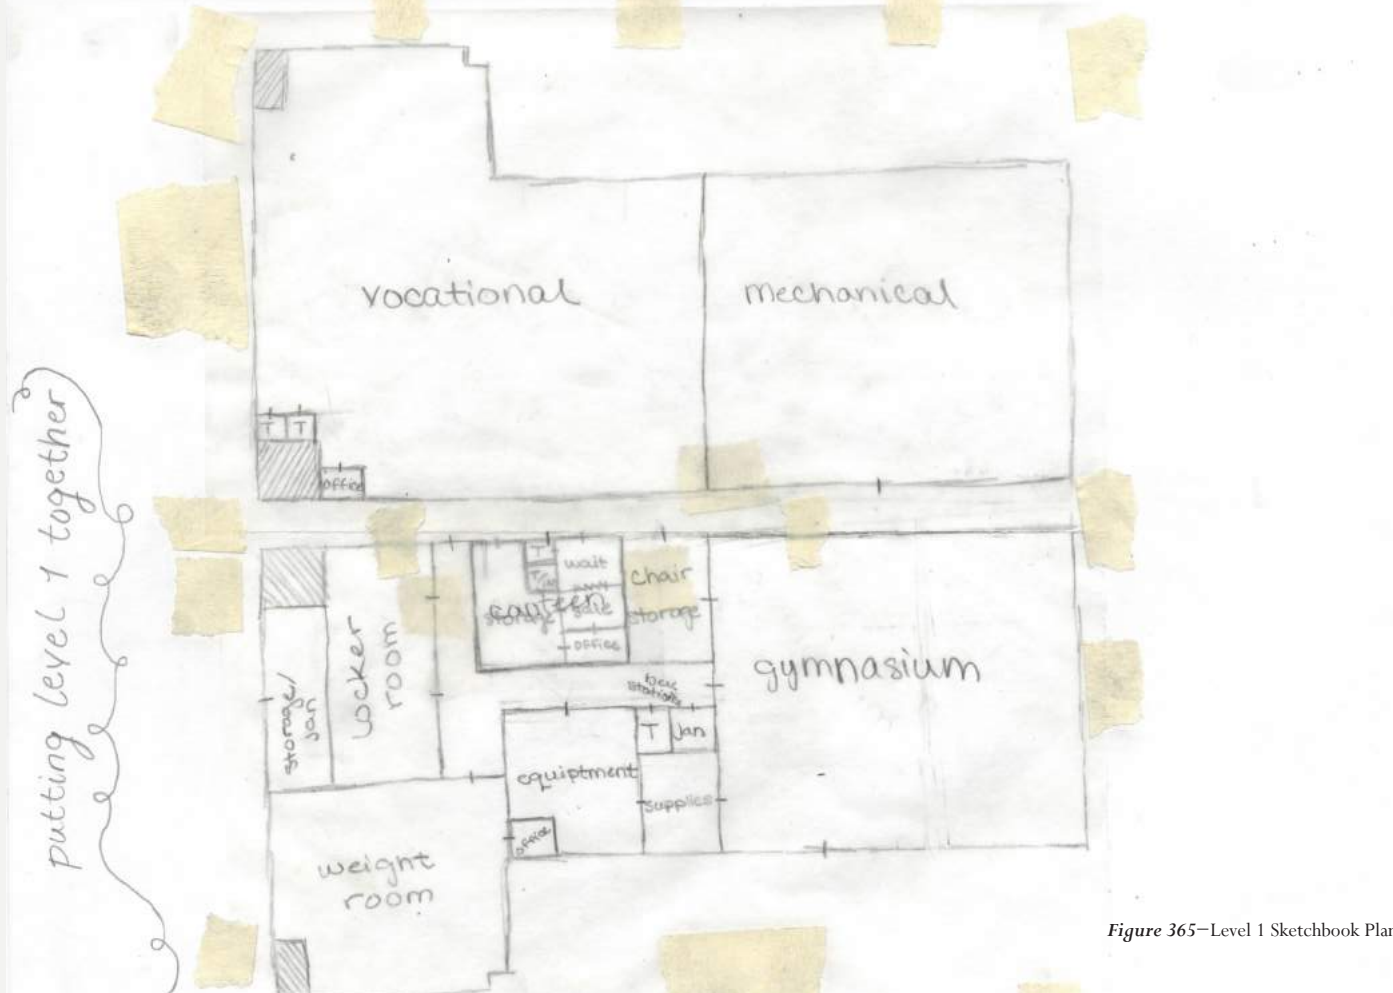 vocational
mechanical
T
T
office
putting level 1 together
T
wait
chair
storage
canteen
storage
sale
office
locker
room
storage/
jan
gymnasium
T
Jan
equiptment
supplies
office
weight
room
Figure 365—Level 1 Sketchbook Plan